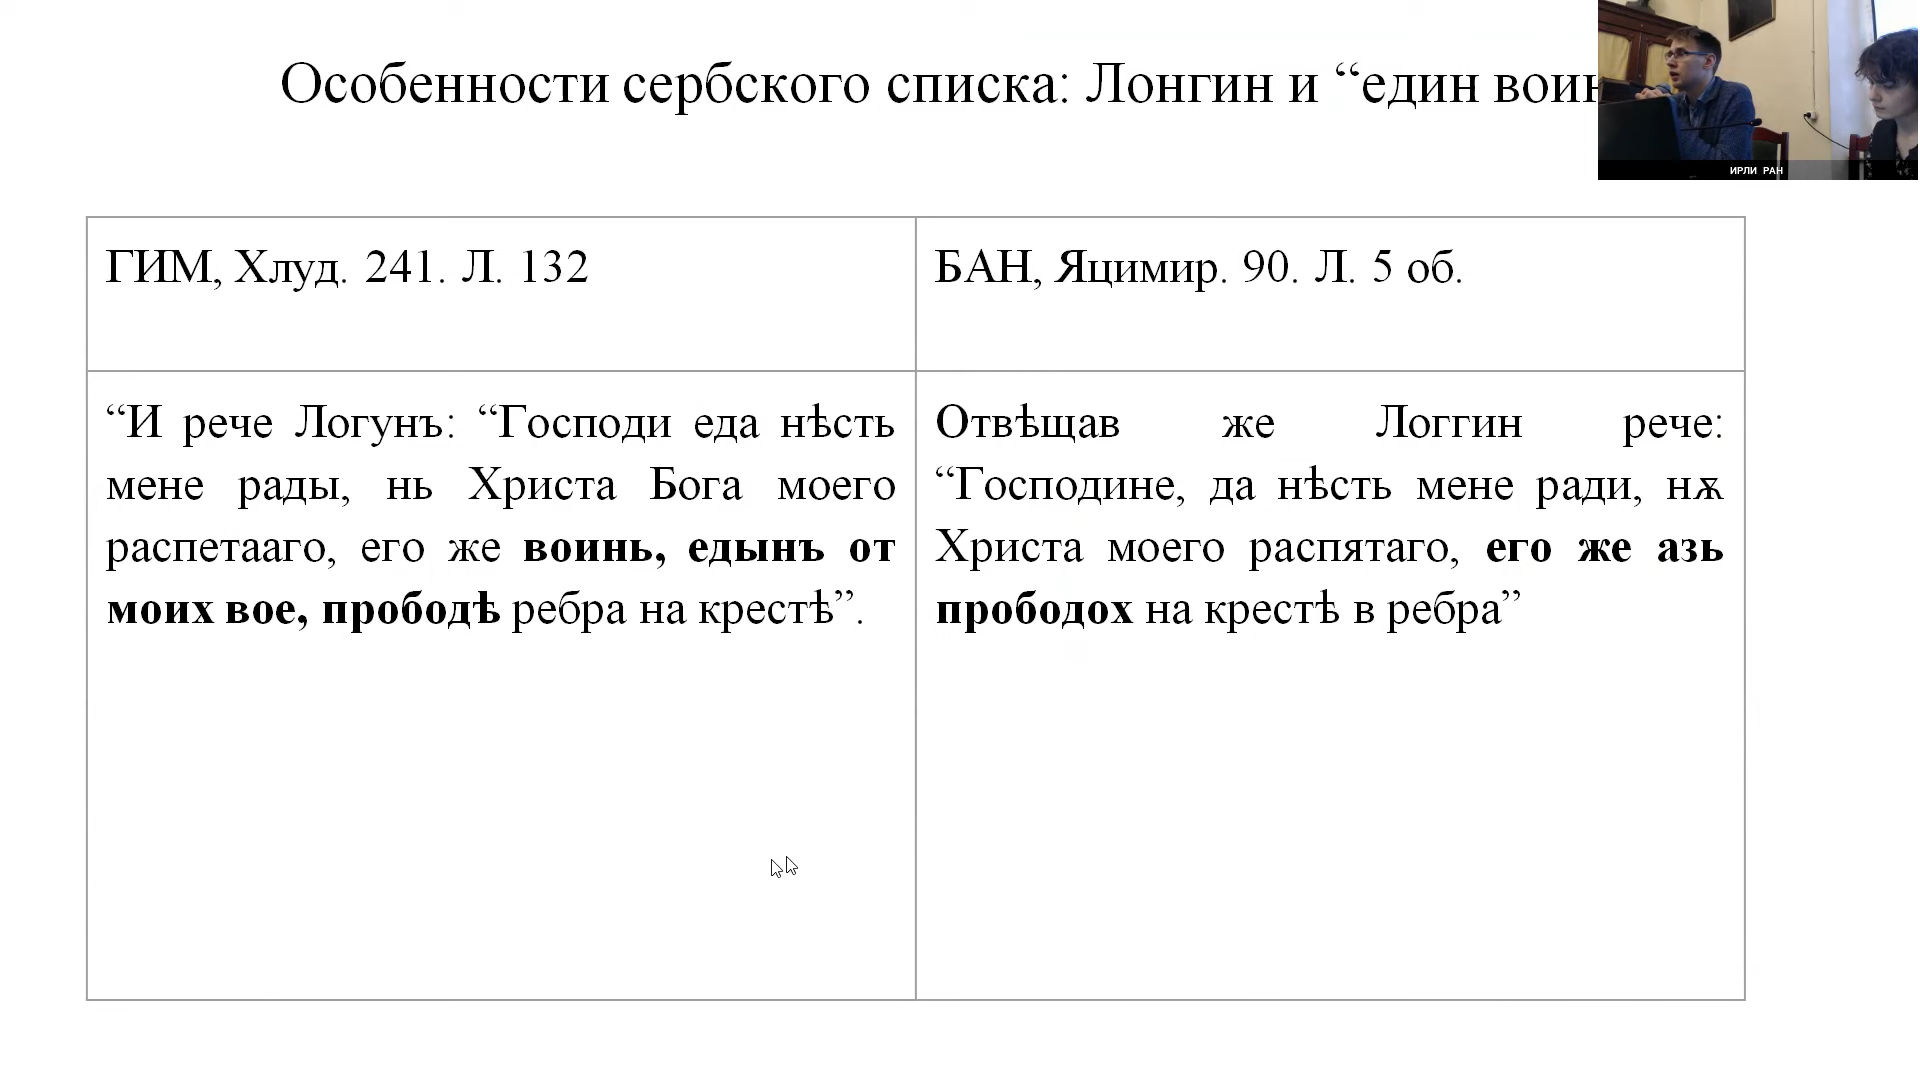 Особенности сербского списка: Лонгин и “един
ИРЛИ РАН
ГИМ, Хлуд. 241. Л. 132
БАН, Яцимир. 90. Л. 5 об.
“И рече Логунъ: “Господи еда нѣсть
мене рады, нь Христа Бога моего
распетааго, его же воинь, едынъ от
моих вое, прободѣ ребра на крестѣ”.
Отвѣщав же Логгин рече:
“Господине, да нѣсть мене ради, нѫ
Христа моего распятаго, его же азь
прободох на крестѣ в ребра”